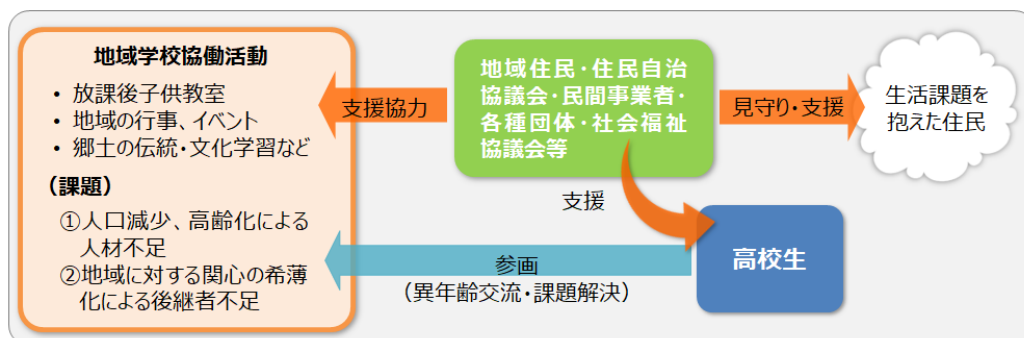 地域学校協働活動
• 放課後子供教室
• 地域の行事、イベント
• 郷土の伝統・文化学習など
(課題)
①人口減少、高齢化による
人材不足
②地域に対する関心の希薄
化による後継者不足
支援協力
地域住民・住民自治
協議会・民間事業者・
各種団体・社会福祉
協議会等
見守り・支援
生活課題を
抱えた住民
支援
高校生
参画
(異年齢交流・課題解決)